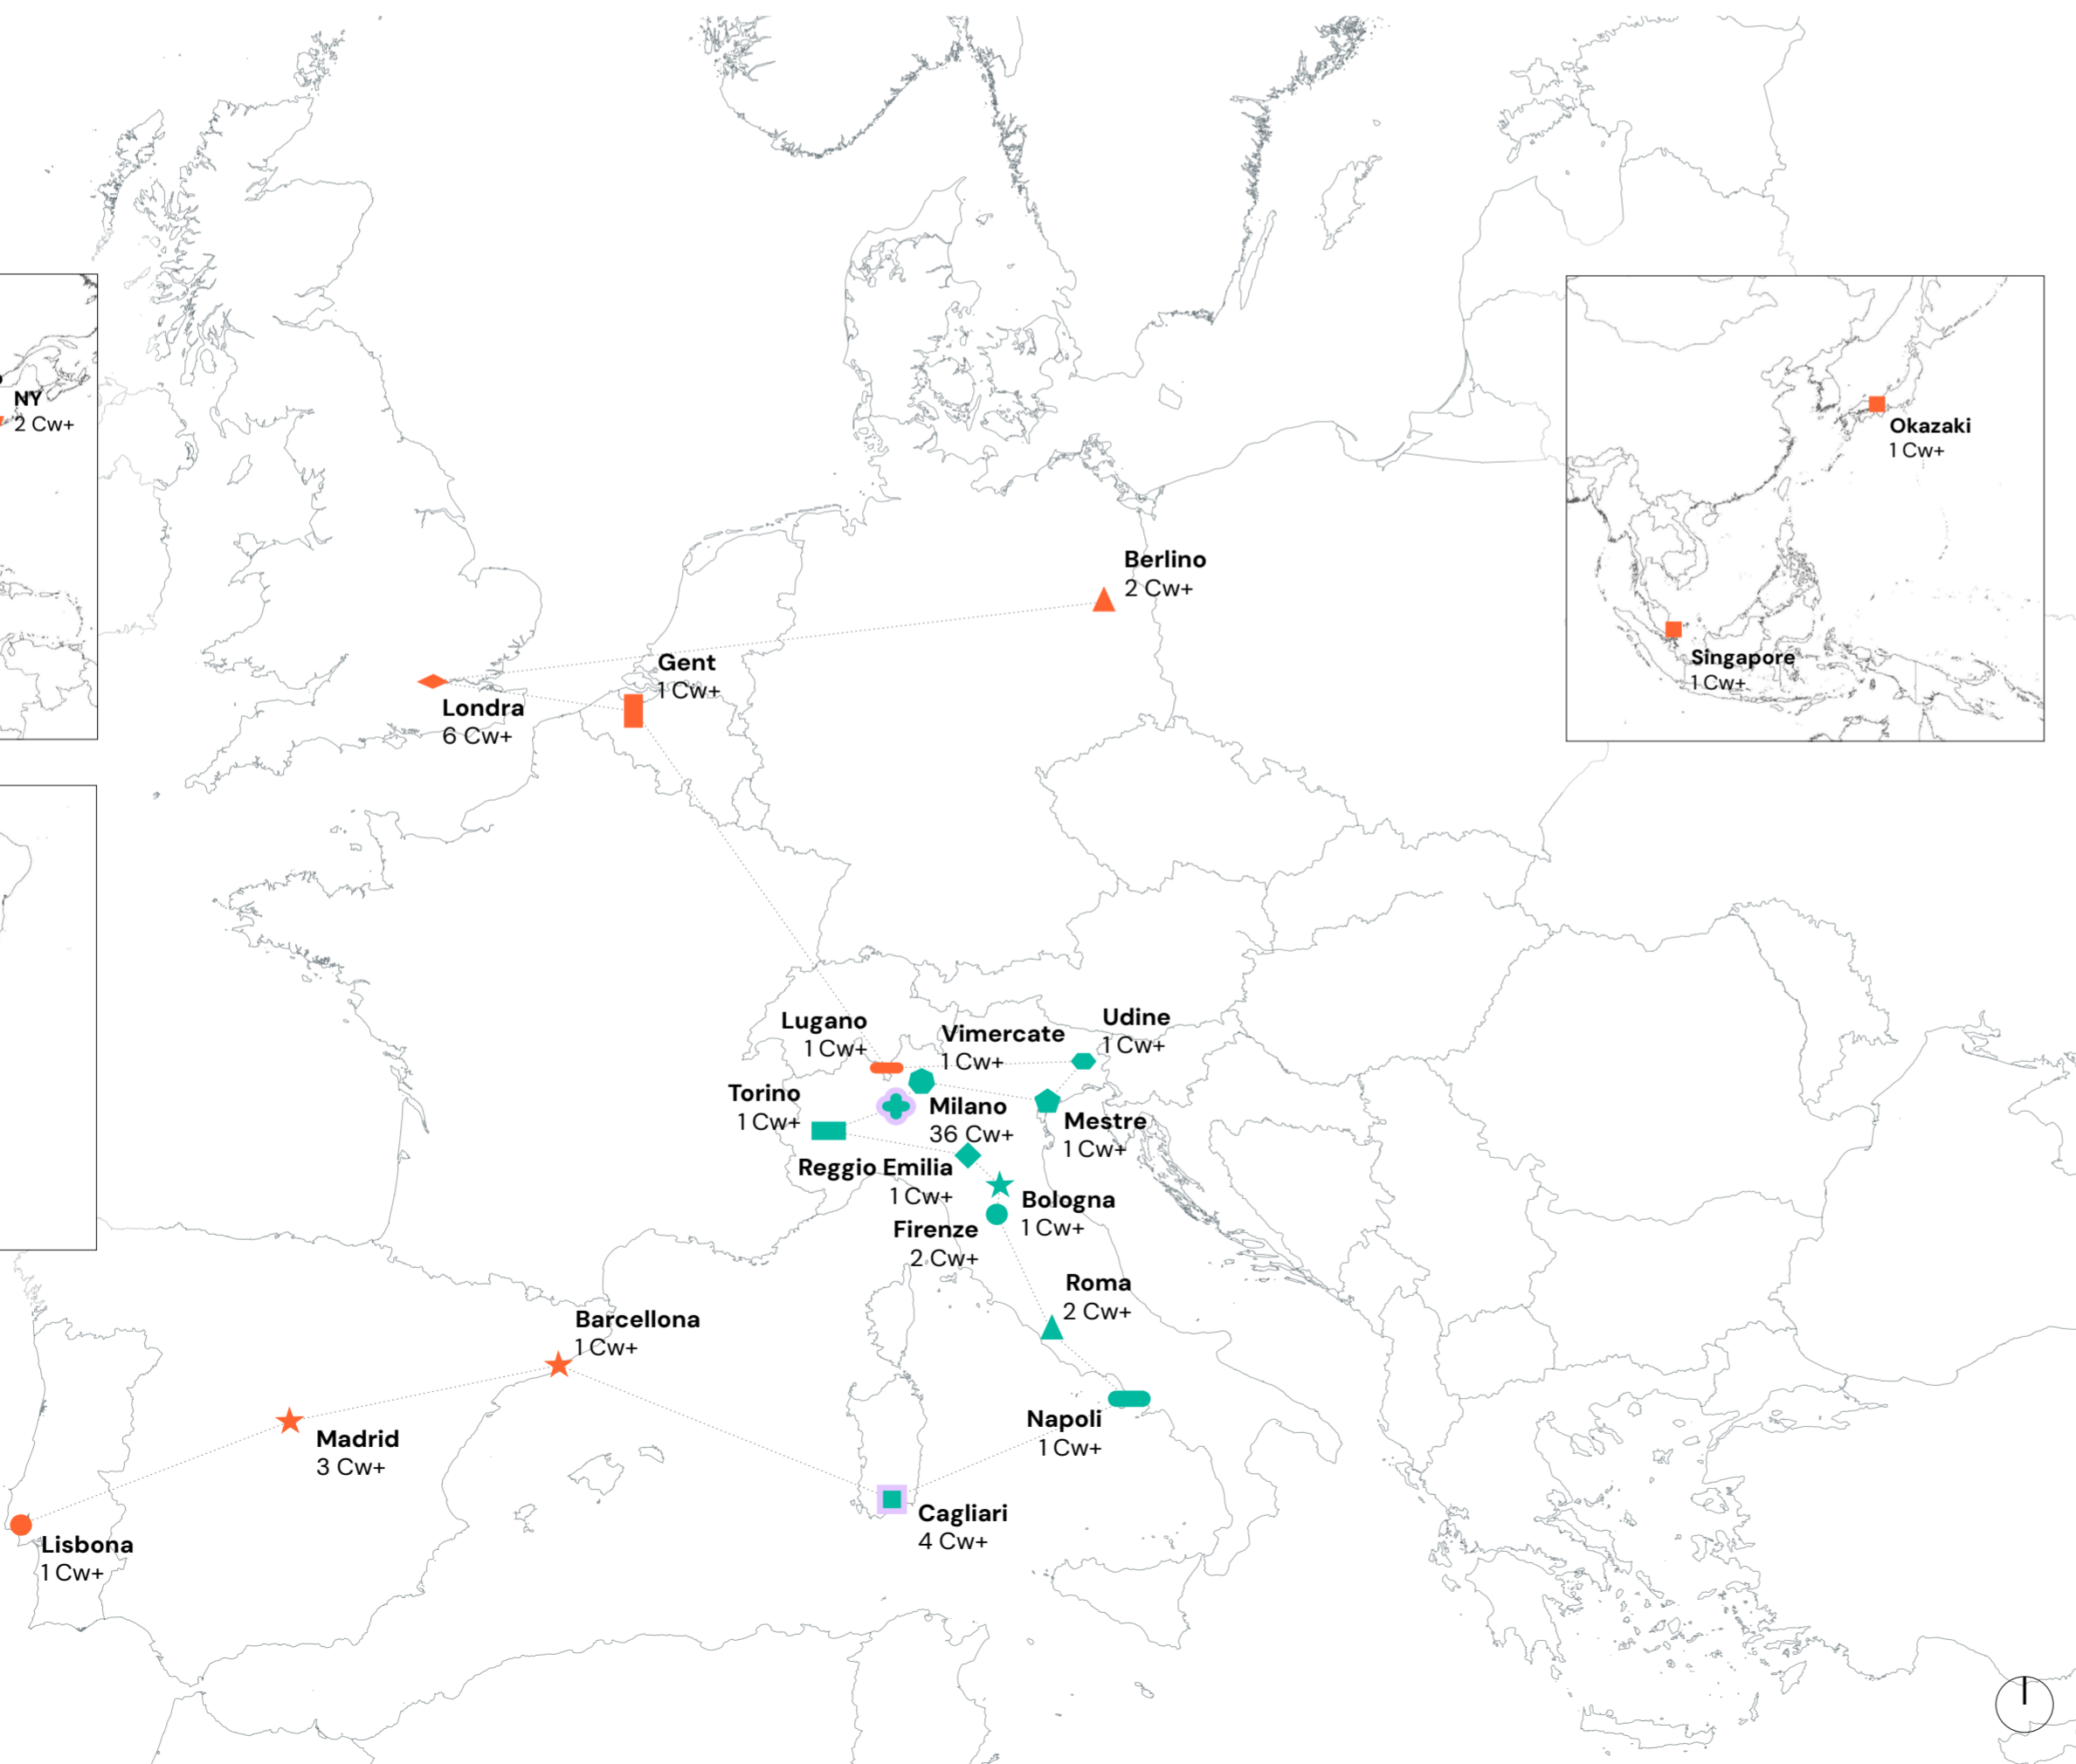 NY
2 Cw+
Okazaki
1 Cw+
Singapore
1 Cw+
Berlino
2 Cw+
Gent
1 Cw+
Londra
6 Cw+
Lugano
1 Cw+
Vimercate
1 Cw+
Udine
1 Cw+
Torino
1 Cw+
Milano
36 Cw+
Mestre
1 Cw+
Reggio Emilia
1 Cw+
Bologna
1 Cw+
Firenze
2 Cw+
Roma
2 Cw+
Barcellona
1 Cw+
Napoli
1 Cw+
Madrid
3 Cw+
Cagliari
4 Cw+
Lisbona
1 Cw+